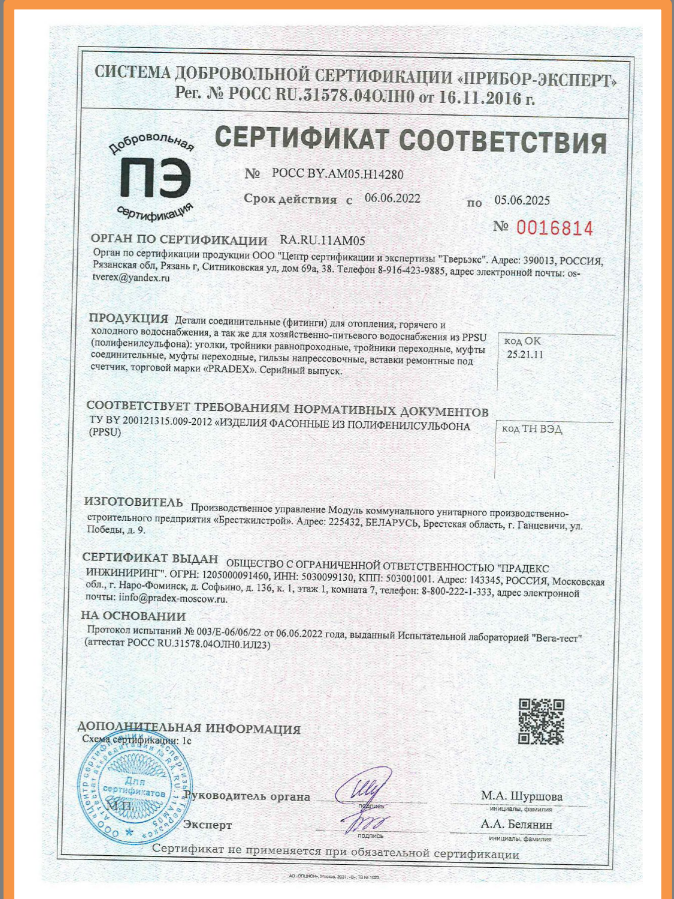 СИСТЕМА ДОБРОВОЛЬНОЙ СЕРТИФИКАЦИИ «ПРИБОР-ЭКСПЕРТ»
Рег. № РОСС RU.31578.04ОЛН0 от 16.11.2016 г.
Добровольная
ПЭ
сертификация
СЕРТИФИКАТ СООТВЕТСТВИЯ
№ РОСС BY.АМ05.Н14280
Срок действия с 06.06.2022 по 05.06.2025
№ 0016814
ОРГАН ПО СЕРТИФИКАЦИИ RA.RU.11АМ05
Орган по сертификации продукции ООО "Центр сертификации и экспертизы "Тверьэкс". Адрес: 390013, РОССИЯ,
Рязанская обл, Рязань г, Ситниковская ул, дом 69а, 38. Телефон 8-916-423-9885, адрес электронной почты: os-
tverex@yandex.ru
ПРОДУКЦИЯ Детали соединительные (фитинги) для отопления, горячего и
холодного водоснабжения, а так же для хозяйственно-питьевого водоснабжения из PPSU
(полифенилсульфона): уголки, тройники равнопроходные, тройники переходные, муфты
соединительные, муфты переходные, гильзы напрессовочные, вставки ремонтные под
счетчик, торговой марки «PRADEX». Серийный выпуск.
код ОК
25.21.11
СООТВЕТСТВУЕТ ТРЕБОВАНИЯМ НОРМАТИВНЫХ ДОКУМЕНТОВ
ТУ BY 200121315.009-2012 «ИЗДЕЛИЯ ФАСОННЫЕ ИЗ ПОЛИФЕНИЛСУЛЬФОНА
(PPSU)
код ТН ВЭД
ИЗГОТОВИТЕЛЬ Производственное управление Модуль коммунального унитарного производственно-
строительного предприятия «Брестжилстрой». Адрес: 225432, БЕЛАРУСЬ, Брестская область, г. Ганцевичи, ул.
Победы, д. 9.
СЕРТИФИКАТ ВЫДАН ОБЩЕСТВО С ОГРАНИЧЕННОЙ ОТВЕТСТВЕННОСТЬЮ "ПРАДЕКС
ИНЖИНИРИНГ". ОГРН: 1205000091460, ИНН: 5030099130, КПП: 503001001. Адрес: 143345, РОССИЯ, Московская
обл., г. Наро-Фоминск, д. Софьино, д. 136, к. 1, этаж 1, комната 7, телефон: 8-800-222-1-333, адрес электронной
почты: iinfo@pradex-moscow.ru.
НА ОСНОВАНИИ
Протокол испытаний № 003/Е-06/06/22 от 06.06.2022 года, выданный Испытательной лабораторией "Вега-тест"
(аттестат РОСС RU.31578.04ОЛН0.ИЛ23)
ДОПОЛНИТЕЛЬНАЯ ИНФОРМАЦИЯ
Схема сертификации: 1с
Для
сертификатов
М.П.
Руководитель органа
подпись
М.А. Шуршова
инициалы, фамилия
Эксперт
подпись
А.А. Белянин
инициалы, фамилия
Сертификат не применяется при обязательной сертификации